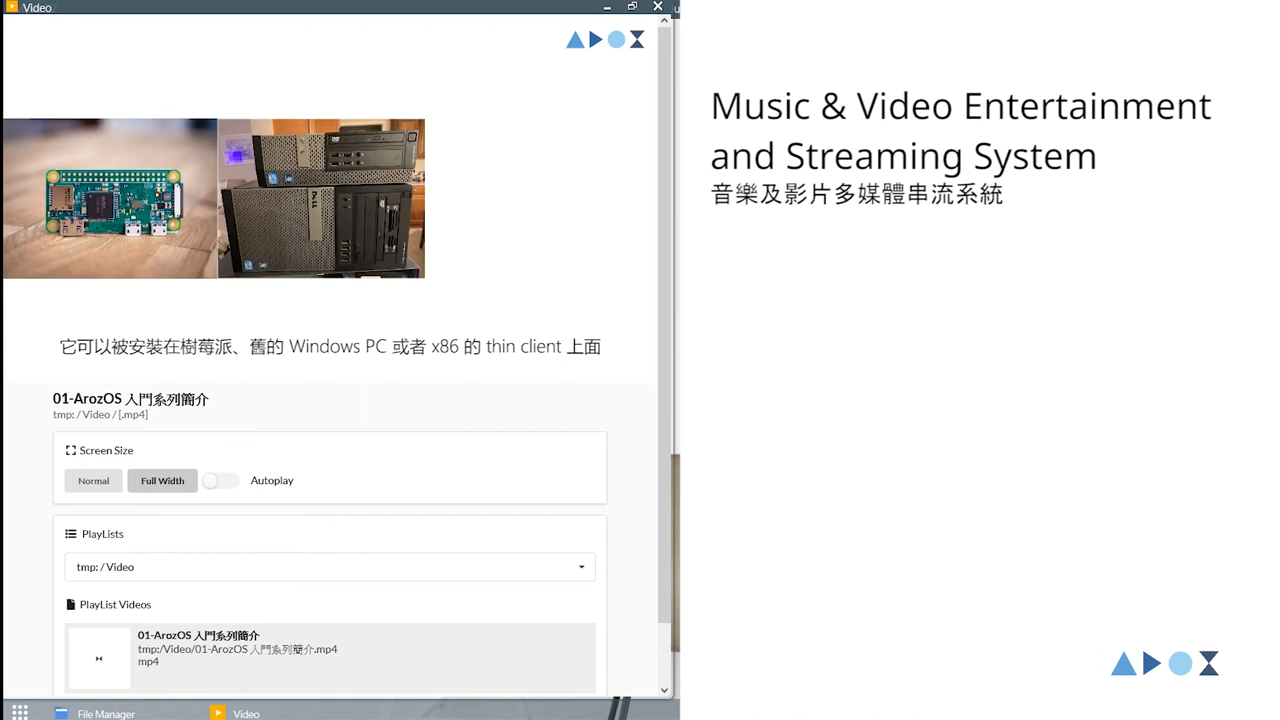 Video
Music & Video Entertainment
and Streaming System
音樂及影片多媒體串流系統
DELL
它可以被安裝在樹莓派、舊的 Windows PC 或者 x86 的 thin client 上面
01-ArozOS 入門系列簡介
tmp: / Video / [.mp4]
Screen Size
Normal
Full Width
Autoplay
PlayLists
tmp: / Video
PlayList Videos
01-ArozOS 入門系列簡介
tmp:/Video/01-ArozOS 入門系列簡介.mp4
mp4
File Manager
Video